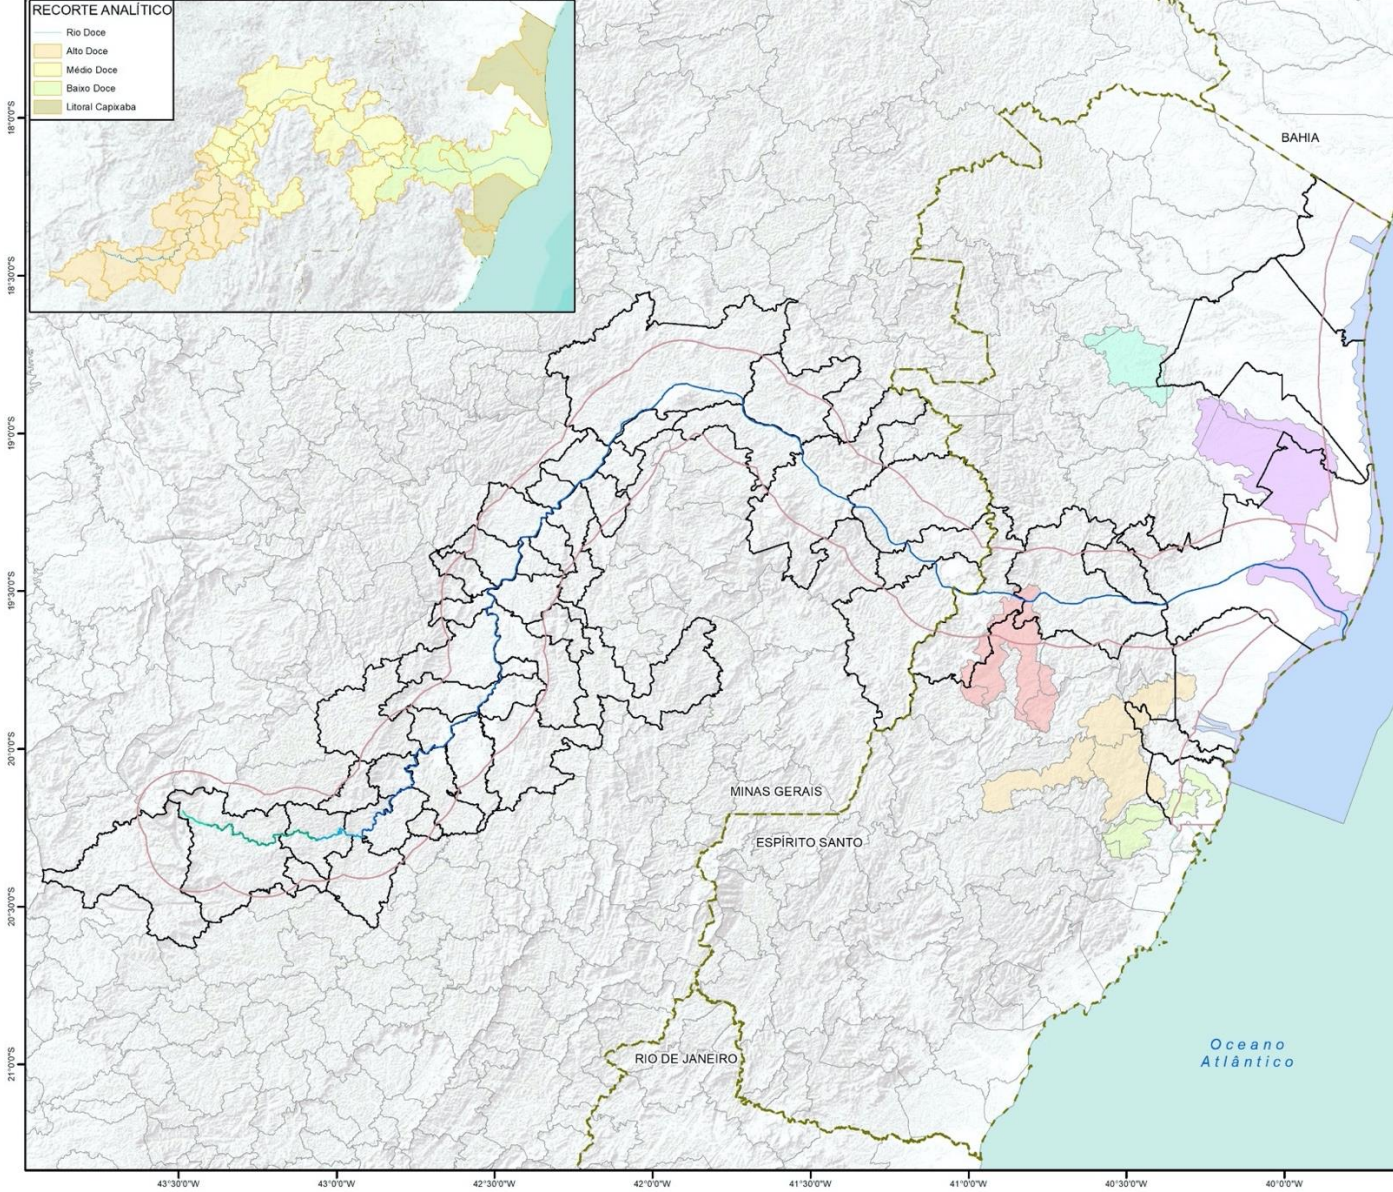 RECORTE ANALÍTICO
Rio Doce
Alto Doce
Médio Doce
Baixo Doce
Litoral Capixaba
BAHIA
MINAS GERAIS
ESPÍRITO SANTO
RIO DE JANEIRO
Oceano
Atlântico
18°0'0"S
18°30'0"S
19°0'0"S
19°30'0"S
20°0'0"S
20°30'0"S
21°0'0"S
43°30'0"W
43°0'0"W
42°30'0"W
42°0'0"W
41°30'0"W
41°0'0"W
40°30'0"W
40°0'0"W